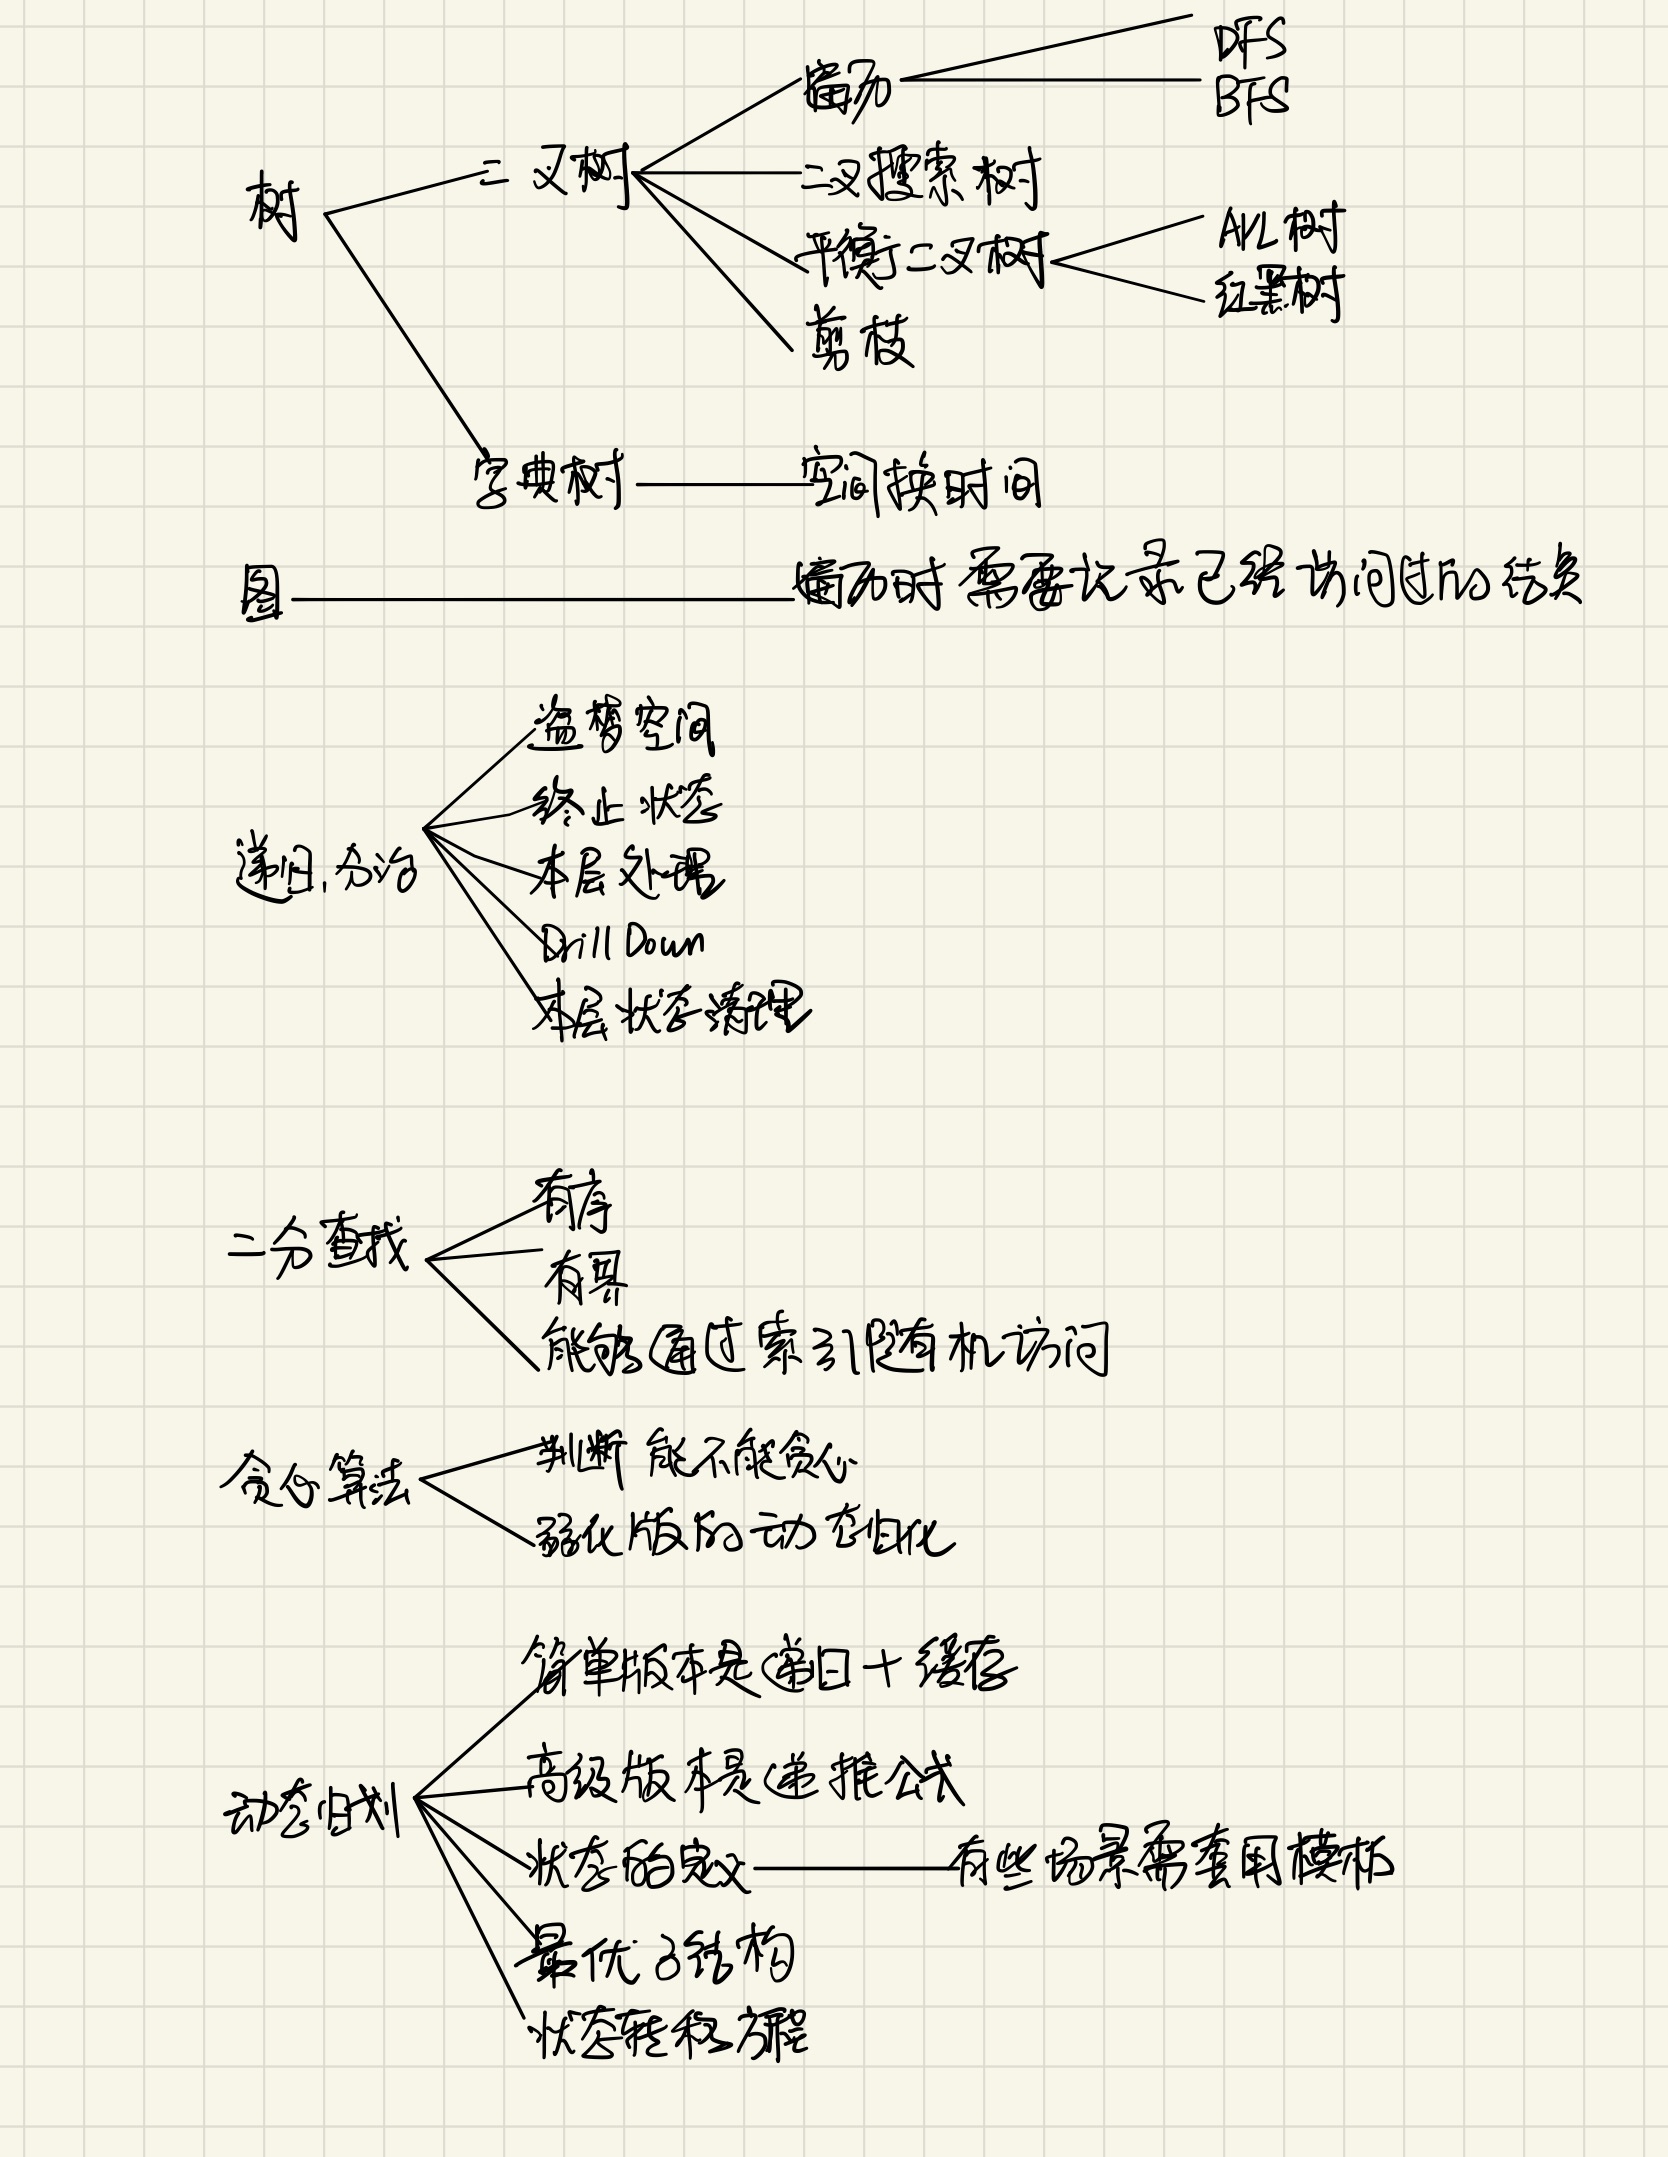 DFS
遍历
BFS
二叉树
二叉搜索树
树
平衡二叉树
AVL树
红黑树
剪枝
字典树
空间换时间
图
遍历时需要记录已经访问过的结点
盗梦空间
终止状态
递归,分治
本层处理
Drill Down
本层状态清理
有序
二分查找
有界
能够通过索引随机访问
判断能不能贪心
贪心算法
弱化版的动态归化
简单版本是递归+缓存
高级版本是递推公式
动态归划
状态的定义
有些场景需套用模板
最优子结构
状态转移方程